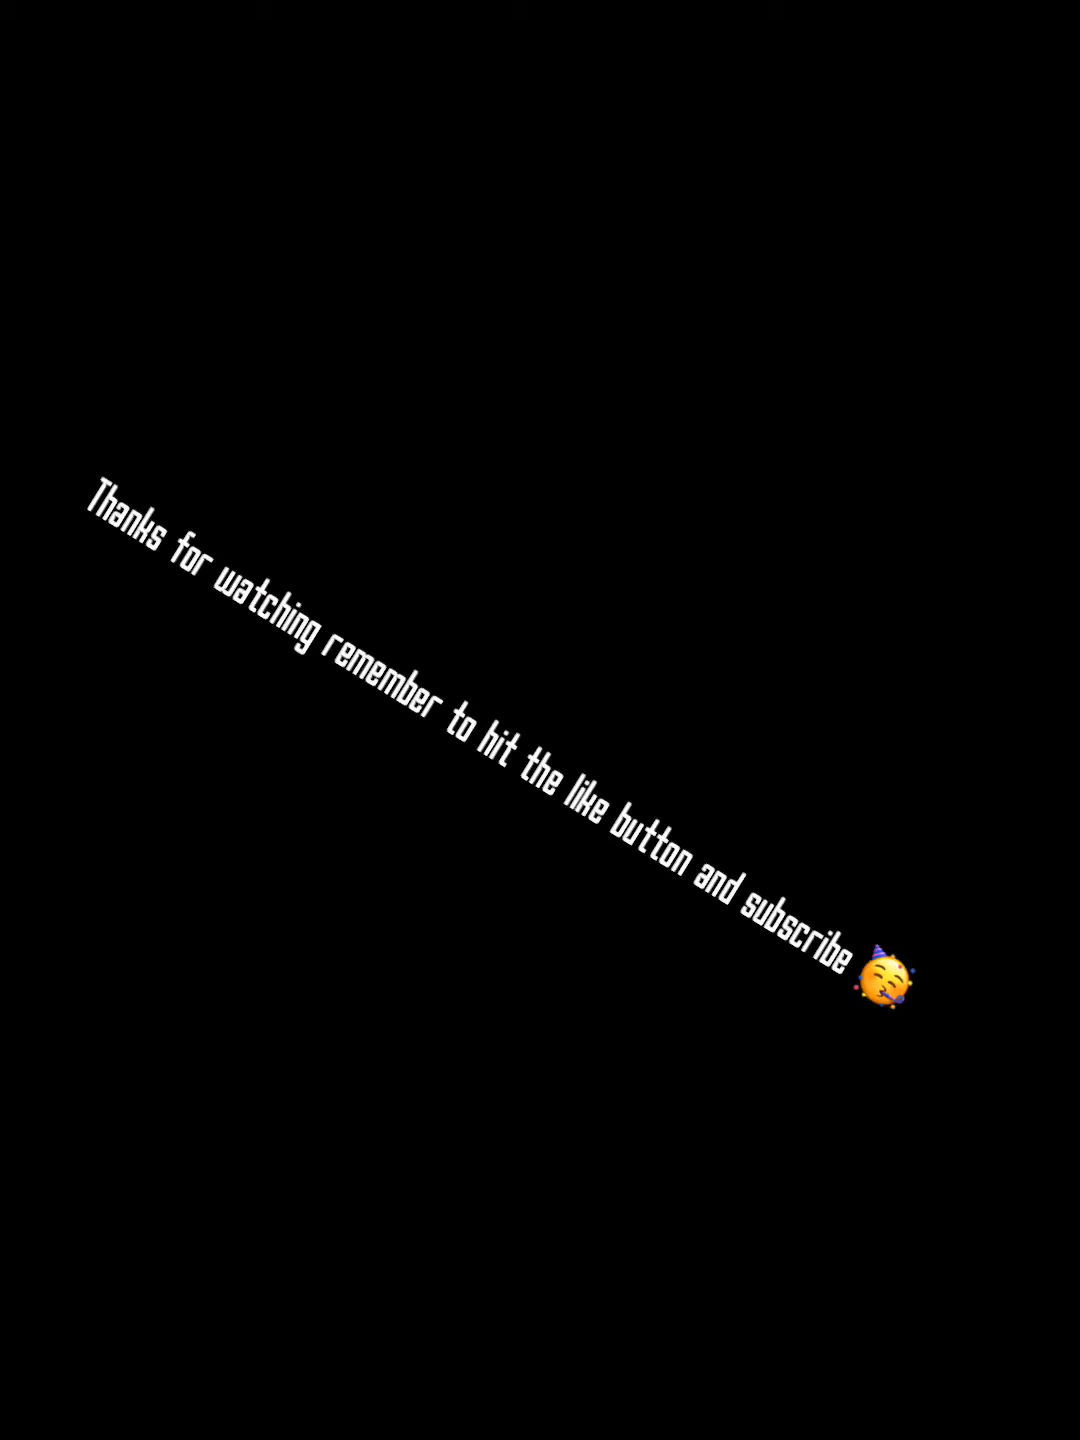 Thanks for watching remember to hit the like button and subscribe 🥳